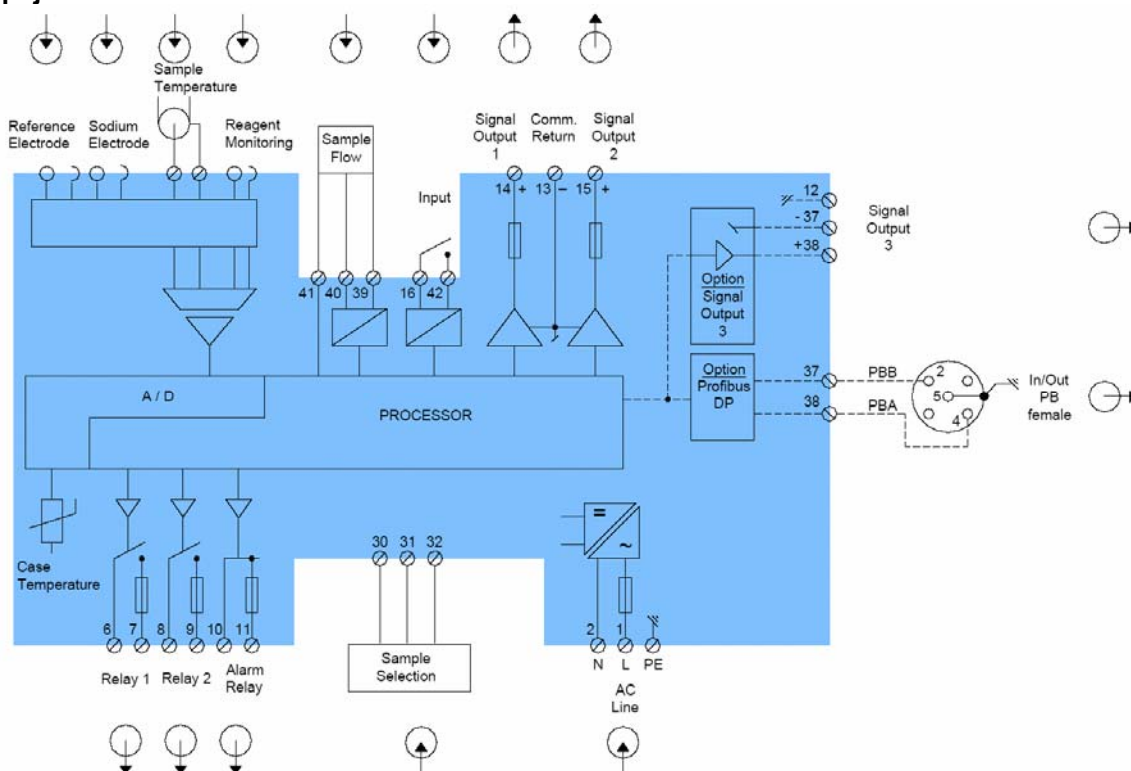 Sample
Temperature
Reference
Electrode
Sodium
Electrode
Reagent
Monitoring
Sample
Flow
Input
Signal
Output
1
Comm.
Return
Signal
Output
2
14 + 13 – 15 +
12
- 37
+38
Signal
Output
3
Option
Signal
Output
3
41 40 39 16 42
A / D
PROCESSOR
Option
Profibus
DP
37 PBB
38 PBA
2
5
4
In/Out
PB
female
Case
Temperature
30 31 32
=
~
6 7 8 9 10 11
2 1
N L PE
Relay 1 Relay 2
Alarm
Relay
Sample
Selection
AC
Line